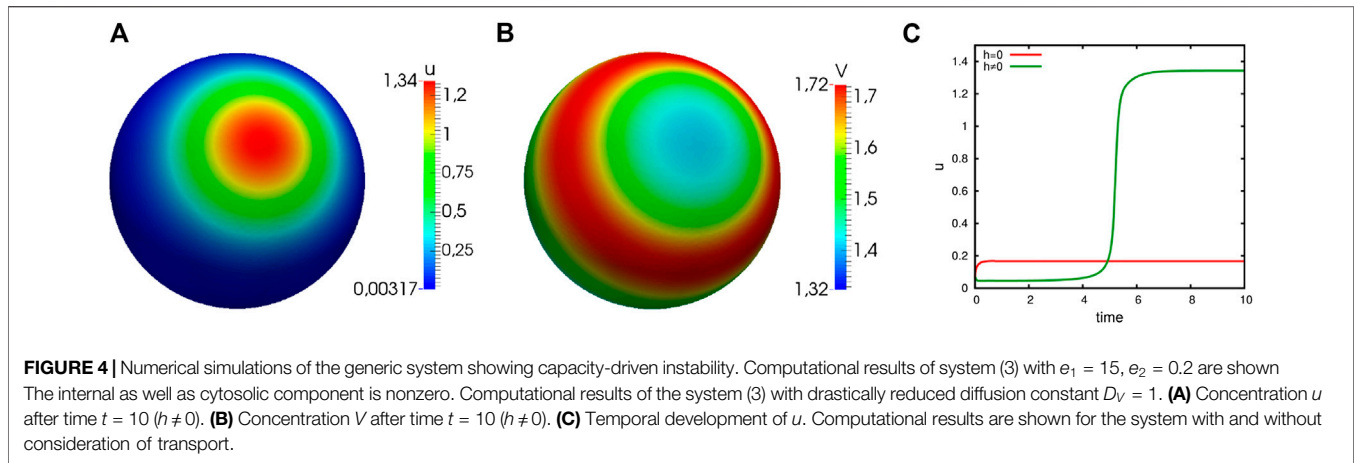 A
B
C
u
1,34
1,2
1
0,75
0,5
0,25
0,00317
V
1,72
1,7
1,6
1,5
1,4
1,32
h=0
h≠0
1.4
1.2
1
0.8
0.6
0.4
0.2
0
u
0
2
4
6
8
10
time
FIGURE 4 | Numerical simulations of the generic system showing capacity-driven instability. Computational results of system (3) with e₁ = 15, e₂ = 0.2 are shown
The internal as well as cytosolic component is nonzero. Computational results of the system (3) with drastically reduced diffusion constant D_V = 1. (A) Concentration u
after time t = 10 (h ≠ 0). (B) Concentration V after time t = 10 (h ≠ 0). (C) Temporal development of u. Computational results are shown for the system with and without
consideration of transport.